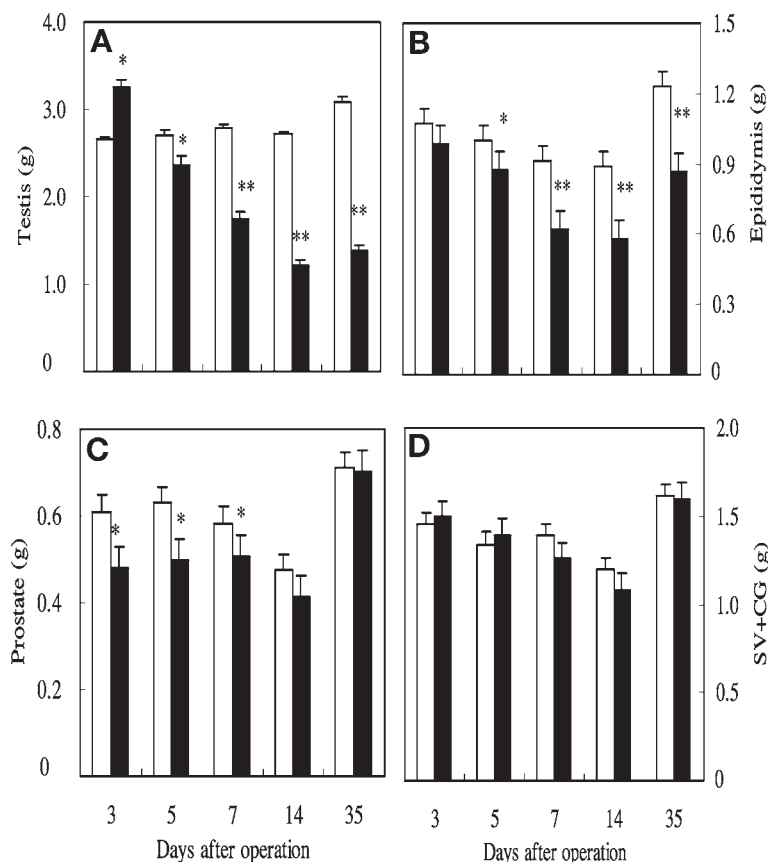 A
B
4.0
3.0
2.0
1.0
0
Testis (g)
* * ** ** **
* ** ** **
1.5
1.2
0.9
0.6
0.3
0
Epididymis (g)
C
D
0.8
0.6
0.4
0.2
0
Prostate (g)
* * *
2.0
1.5
1.0
0.5
0
SV+CG (g)
3 5 7 14 35
Days after operation
3 5 7 14 35
Days after operation